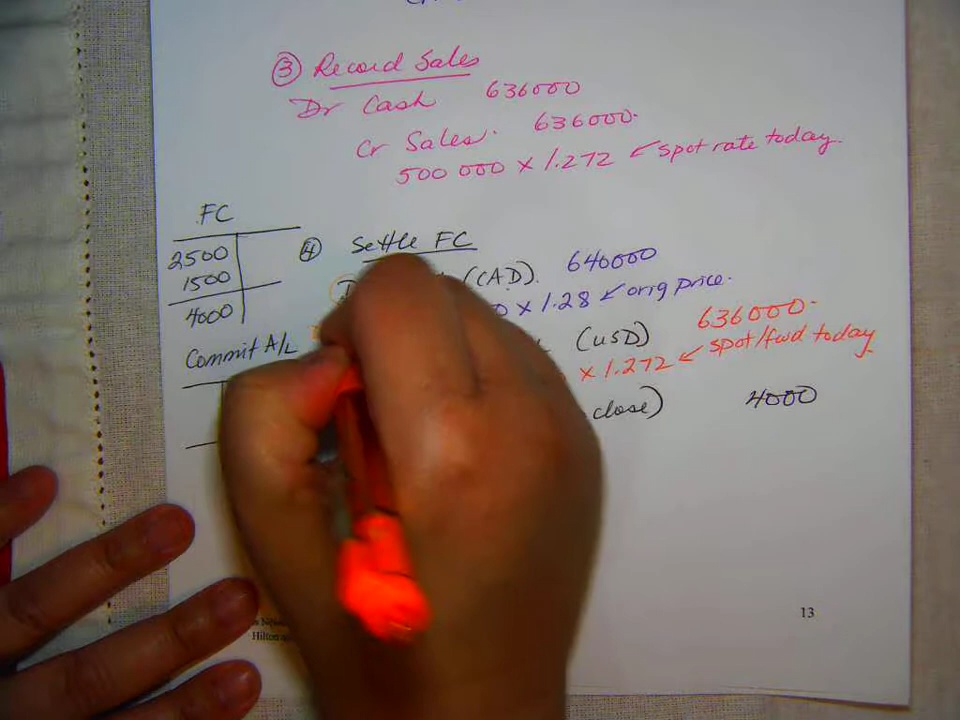 ③ Record Sales
Dr Cash 636000
Cr Sales. 636000.
500 000 x 1.272 ← spot rate today.
FC
2500
1500
4000
④ Settle FC
(CAD). 640000
0 x 1.28 ← orig price.
(USD) 636000.
x 1.272 ← spot/fwd today
close) 4000
Commit A/L
Hilton
13